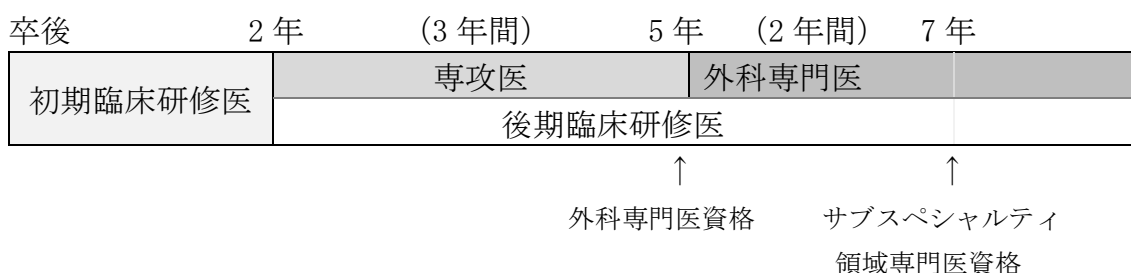 卒後 2 年 (3 年間) 5 年 (2 年間) 7 年
専攻医 外科専門医
初期臨床研修医
後期臨床研修医
↑ ↑
外科専門医資格 サブスペシャルティ
領域専門医資格